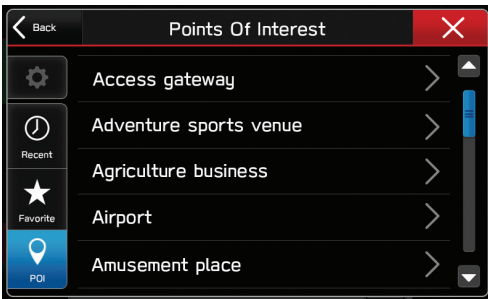 Back
Points Of Interest
Access gateway
Adventure sports venue
Recent
Agriculture business
Favorite
Airport
POI
Amusement place